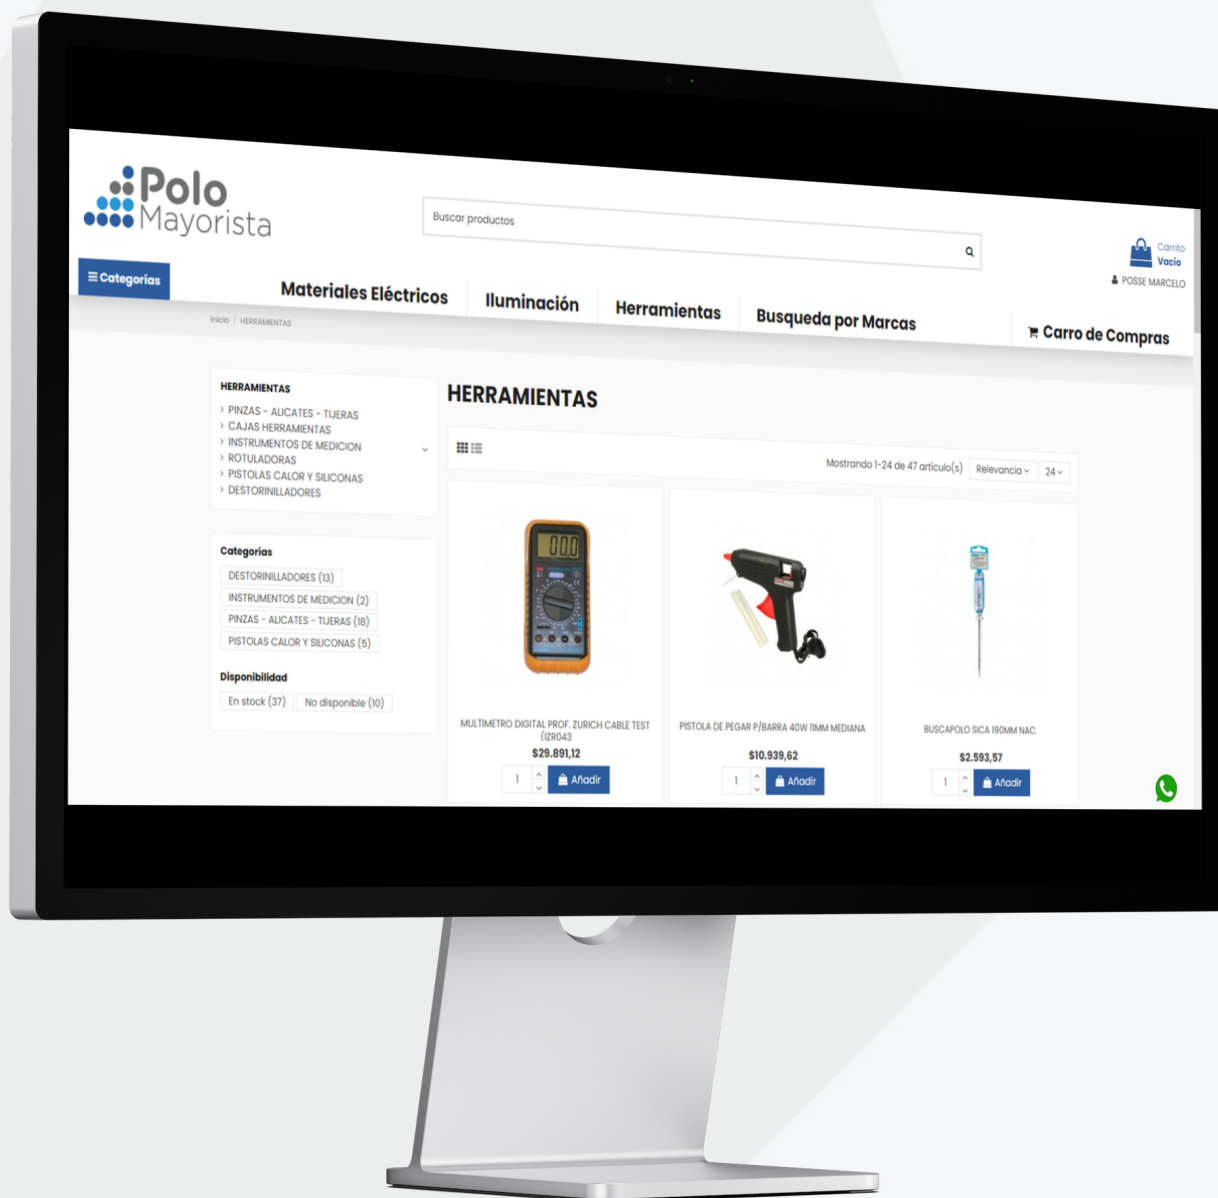 Polo
Mayorista
Buscar productos
Carrito
Vacío
POSSE MARCELO
Categorías
Materiales Eléctricos
Iluminación
Herramientas
Busqueda por Marcas
Carro de Compras
Inicio / HERRAMIENTAS
HERRAMIENTAS
> PINZAS - ALICATES - TIJERAS
> CAJAS HERRAMIENTAS
> INSTRUMENTOS DE MEDICION
> ROTULADORAS
> PISTOLAS CALOR Y SILICONAS
> DESTORINILLADORES
Categorías
DESTORINILLADORES (13)
INSTRUMENTOS DE MEDICION (2)
PINZAS - ALICATES - TIJERAS (18)
PISTOLAS CALOR Y SILICONAS (5)
Disponibilidad
En stock (37)
No disponible (10)
HERRAMIENTAS
Mostrando 1-24 de 47 artículo(s)
Relevancia
24
000
MULTIMETRO DIGITAL PROF. ZURICH CABLE TEST
(IZR043
$29.891,12
1
Añadir
PISTOLA DE PEGAR P/BARRA 40W 11MM MEDIANA
$10.939,62
1
Añadir
BUSCAPOLO SICA 190MM NAC.
$2.593,57
1
Añadir